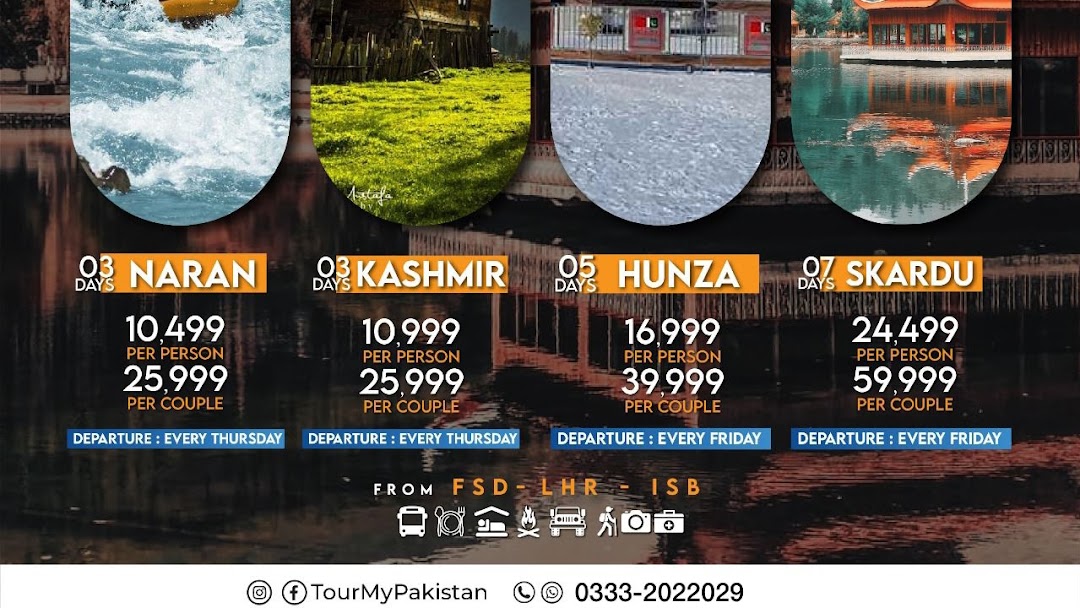 Mstafa
03 DAYS NARAN
10,499
PER PERSON
25,999
PER COUPLE
DEPARTURE : EVERY THURSDAY
03 DAYS KASHMIR
10,999
PER PERSON
25,999
PER COUPLE
DEPARTURE : EVERY THURSDAY
05 DAYS HUNZA
16,999
PER PERSON
39,999
PER COUPLE
DEPARTURE : EVERY FRIDAY
07 DAYS SKARDU
24,499
PER PERSON
59,999
PER COUPLE
DEPARTURE : EVERY FRIDAY
FROM FSD- LHR - ISB
TourMyPakistan 0333-2022029